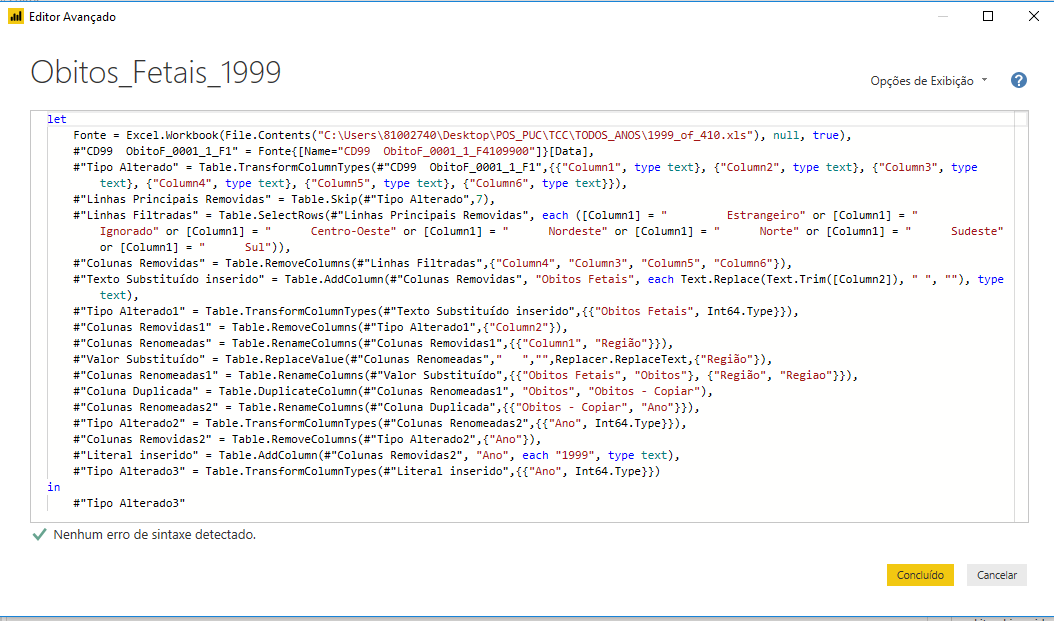 Editor Avançado
Obitos_Fetais_1999
Opções de Exibição
?
let
Fonte = Excel.Workbook(File.Contents("C:\Users\81002740\Desktop\POS_PUC\TCC\TODOS_ANOS\1999_of_410.xls"), null, true),
#"CD99  ObitoF_0001_1_F1" = Fonte{[Name="CD99  ObitoF_0001_1_F4109900"]}[Data],
#"Tipo Alterado" = Table.TransformColumnTypes(#"CD99  ObitoF_0001_1_F1",{{"Column1", type text}, {"Column2", type text}, {"Column3", type
text}, {"Column4", type text}, {"Column5", type text}, {"Column6", type text}}),
#"Linhas Principais Removidas" = Table.Skip(#"Tipo Alterado",7),
#"Linhas Filtradas" = Table.SelectRows(#"Linhas Principais Removidas", each ([Column1] = "         Estrangeiro" or [Column1] = "
Ignorado" or [Column1] = "      Centro-Oeste" or [Column1] = "      Nordeste" or [Column1] = "      Norte" or [Column1] = "      Sudeste"
or [Column1] = "      Sul")),
#"Colunas Removidas" = Table.RemoveColumns(#"Linhas Filtradas",{"Column4", "Column3", "Column5", "Column6"}),
#"Texto Substituído inserido" = Table.AddColumn(#"Colunas Removidas", "Obitos Fetais", each Text.Replace(Text.Trim([Column2]), " ", ""), type
text),
#"Tipo Alterado1" = Table.TransformColumnTypes(#"Texto Substituído inserido",{{"Obitos Fetais", Int64.Type}}),
#"Colunas Removidas1" = Table.RemoveColumns(#"Tipo Alterado1",{"Column2"}),
#"Colunas Renomeadas" = Table.RenameColumns(#"Colunas Removidas1",{{"Column1", "Região"}}),
#"Valor Substituído" = Table.ReplaceValue(#"Colunas Renomeadas","   ","",Replacer.ReplaceText,{"Região"}),
#"Colunas Renomeadas1" = Table.RenameColumns(#"Valor Substituído",{{"Obitos Fetais", "Obitos"}, {"Região", "Regiao"}}),
#"Coluna Duplicada" = Table.DuplicateColumn(#"Colunas Renomeadas1", "Obitos", "Obitos - Copiar"),
#"Colunas Renomeadas2" = Table.RenameColumns(#"Coluna Duplicada",{{"Obitos - Copiar", "Ano"}}),
#"Tipo Alterado2" = Table.TransformColumnTypes(#"Colunas Renomeadas2",{{"Ano", Int64.Type}}),
#"Colunas Removidas2" = Table.RemoveColumns(#"Tipo Alterado2",{"Ano"}),
#"Literal inserido" = Table.AddColumn(#"Colunas Removidas2", "Ano", each "1999", type text),
#"Tipo Alterado3" = Table.TransformColumnTypes(#"Literal inserido",{{"Ano", Int64.Type}})
in
#"Tipo Alterado3"
Nenhum erro de sintaxe detectado.
Concluído
Cancelar